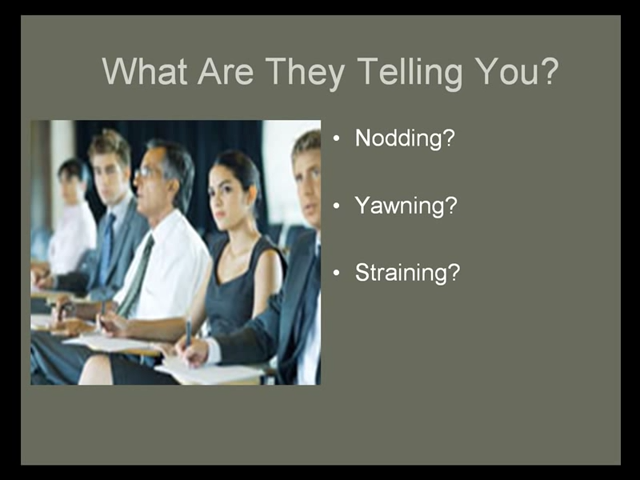 What Are They Telling You?
• Nodding?
• Yawning?
• Straining?